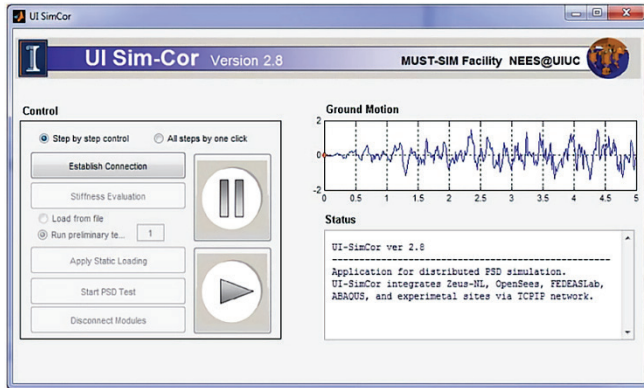 UI SimCor
I UI Sim-Cor Version 2.8 MUST-SIM Facility NEES@UIUC
Control
Step by step control All steps by one click
Establish Connection
Stiffness Evaluation
Load from file
Run preliminary te... 1
Apply Static Loading
Start PSD Test
Disconnect Modules
Ground Motion
2
0
-2
0 0.5 1 1.5 2 2.5 3 3.5 4 4.5 5
Status
UI-SimCor ver 2.8
Application for distributed PSD simulation.
UI-SimCor integrates Zeus-NL, OpenSees, FEDEASLab,
ABAQUS, and experimetal sites via TCPIP network.